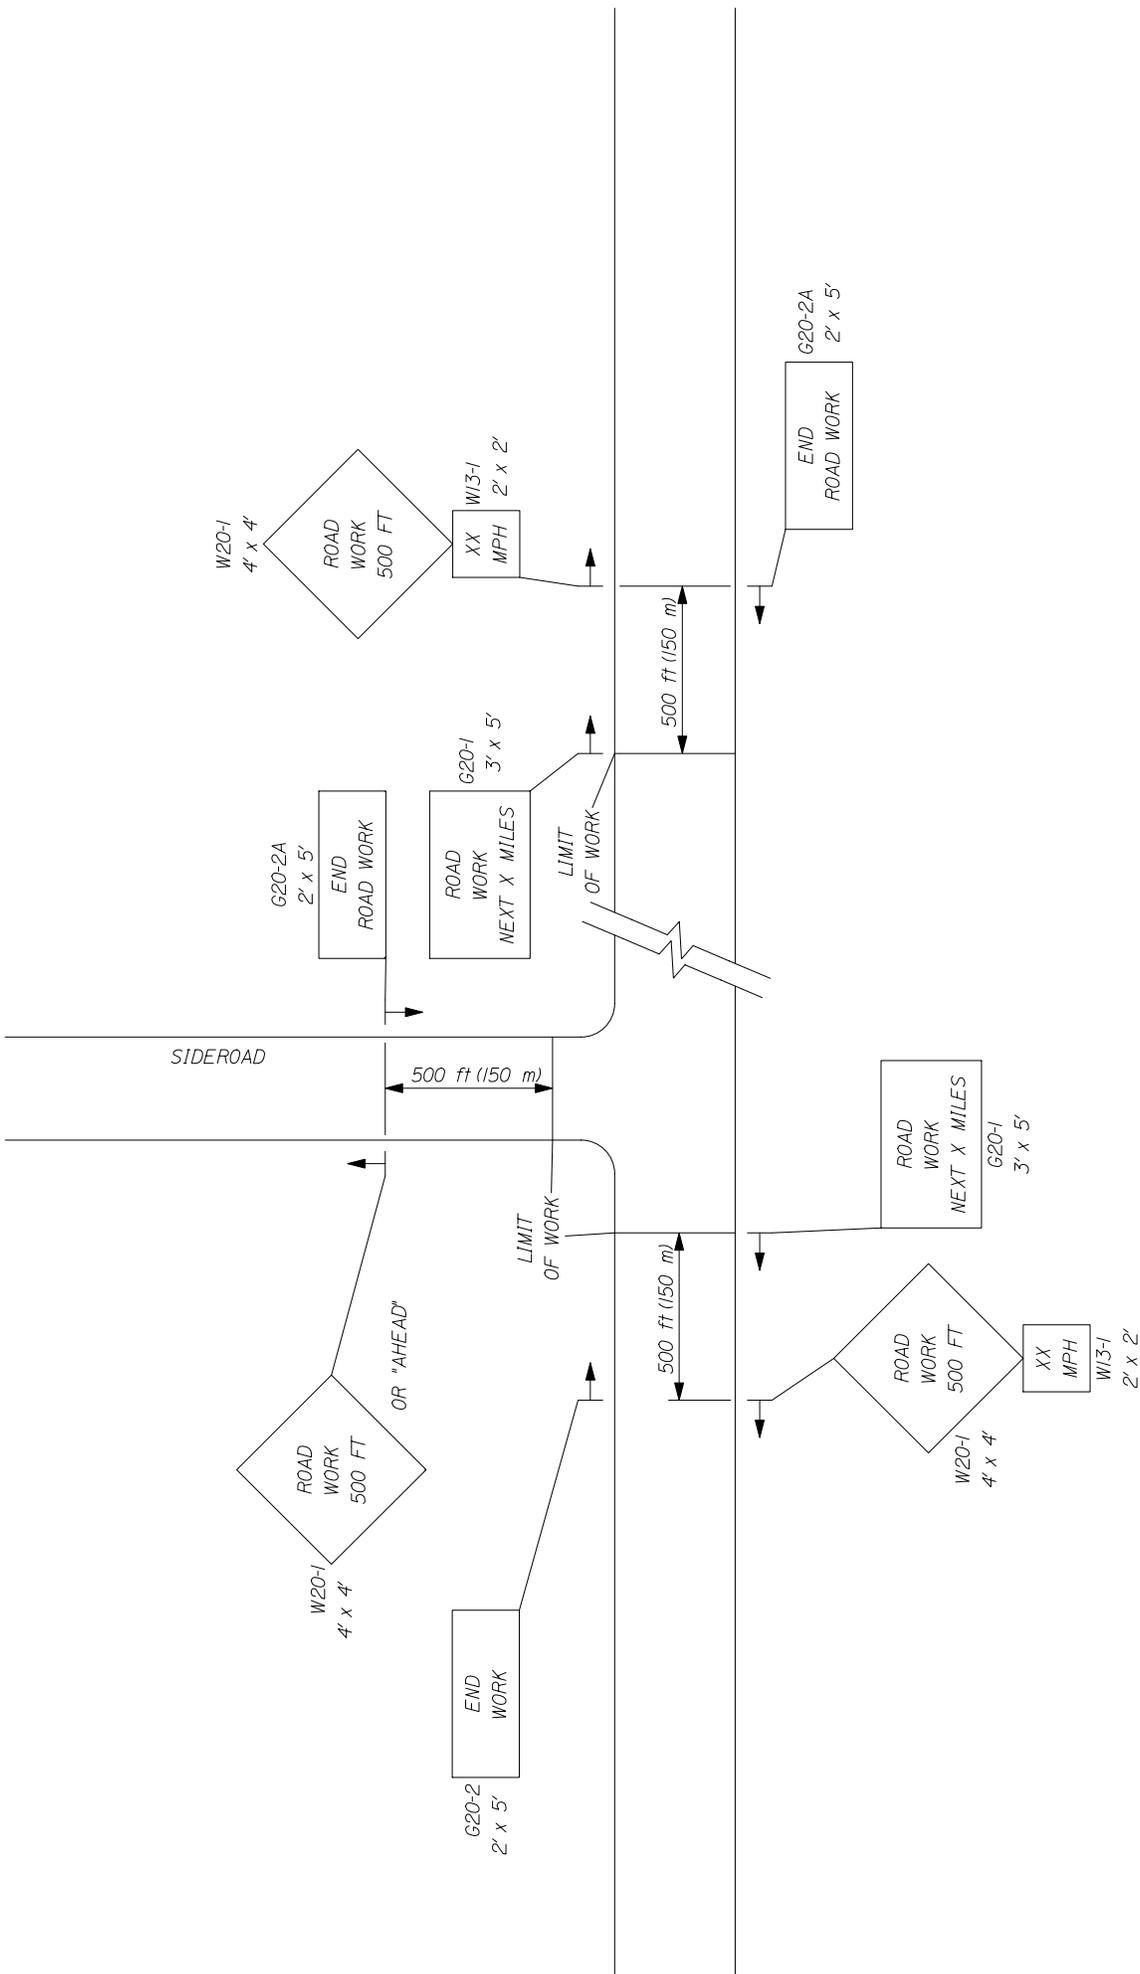 W20-1
4' x 4'
ROAD
WORK
500 FT
XX
MPH
W13-1
2' x 2'
G20-2A
2' x 5'
END
ROAD WORK
G20-1
3' x 5'
ROAD
WORK
NEXT X MILES
LIMIT
OF WORK
500 ft (150 m)
G20-2A
2' x 5'
END
ROAD WORK
SIDEROAD
500 ft (150 m)
LIMIT
OF WORK
500 ft (150 m)
ROAD
WORK
NEXT X MILES
G20-1
3' x 5'
OR "AHEAD"
ROAD
WORK
500 FT
W20-1
4' x 4'
ROAD
WORK
500 FT
W20-1
4' x 4'
XX
MPH
W13-1
2' x 2'
END
WORK
G20-2
2' x 5'